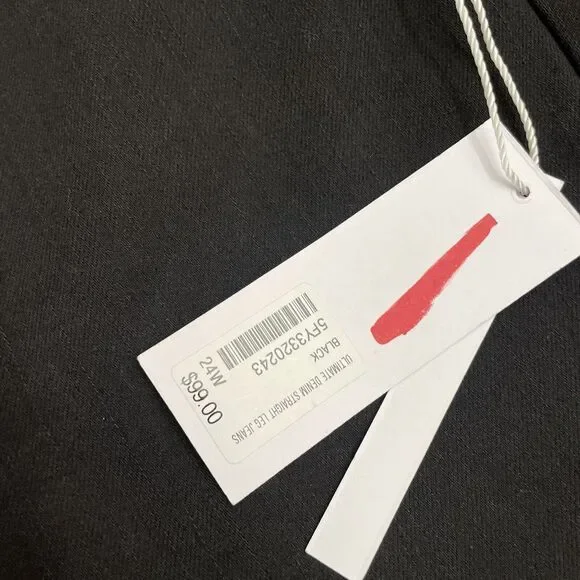 ULTIMATE DENIM STRAIGHT LEG JEANS
BLACK
5FY3320243
24W
$99.00